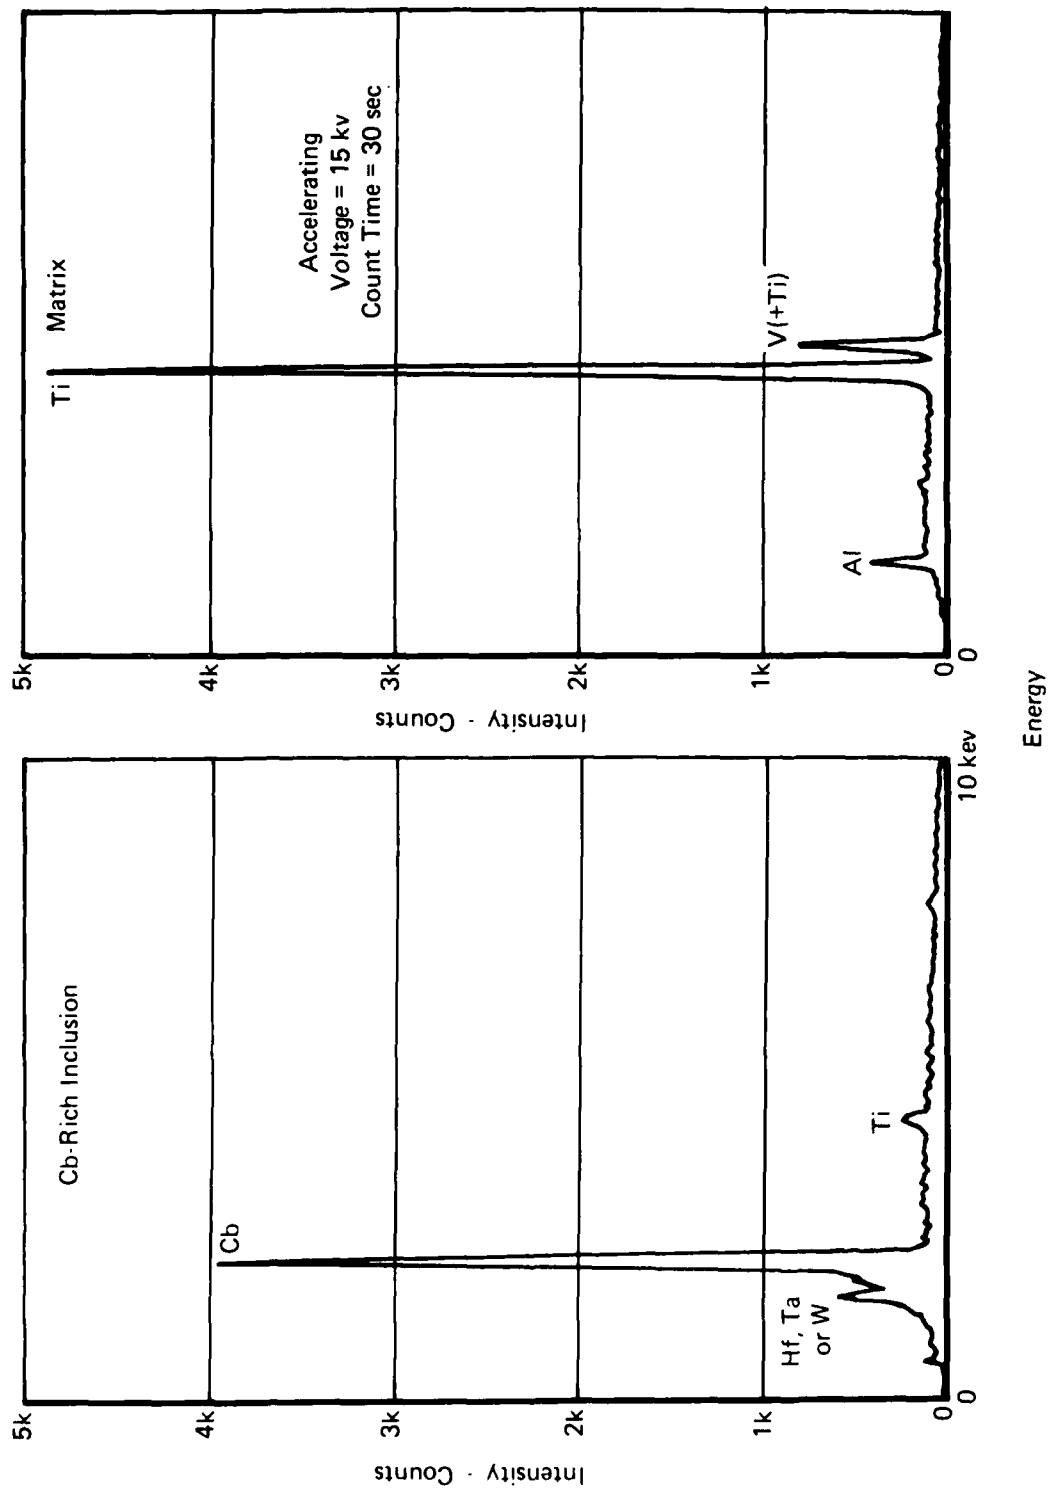 Cb-Rich Inclusion
5k
4k
3k
2k
1k
0
Intensity - Counts
Cb
Hf, Ta
or W
Ti
0
10 kev
Matrix
Accelerating
Voltage = 15 kv
Count Time = 30 sec
5k
4k
3k
2k
1k
0
Intensity - Counts
Ti
Al
V(+Ti)
0
Energy